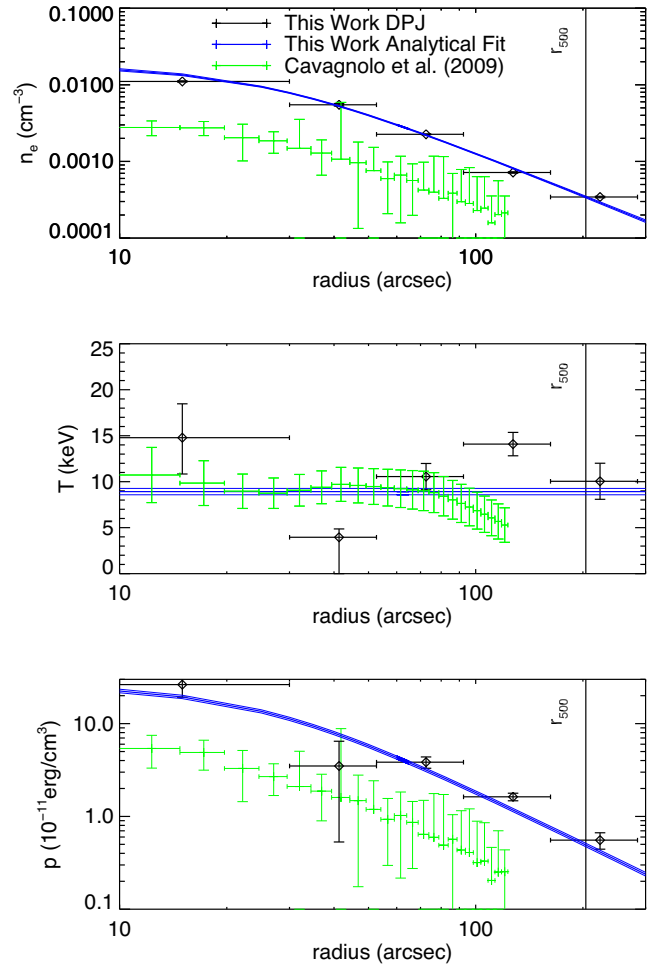 This Work DPJ
This Work Analytical Fit
Cavagnolo et al. (2009)
r500
0.1000
0.0100
0.0010
0.0001
ne (cm−3)
10
100
radius (arcsec)
r500
25
20
15
10
5
0
T (keV)
10
100
radius (arcsec)
r500
10.0
1.0
0.1
p (10−11erg/cm3)
10
100
radius (arcsec)